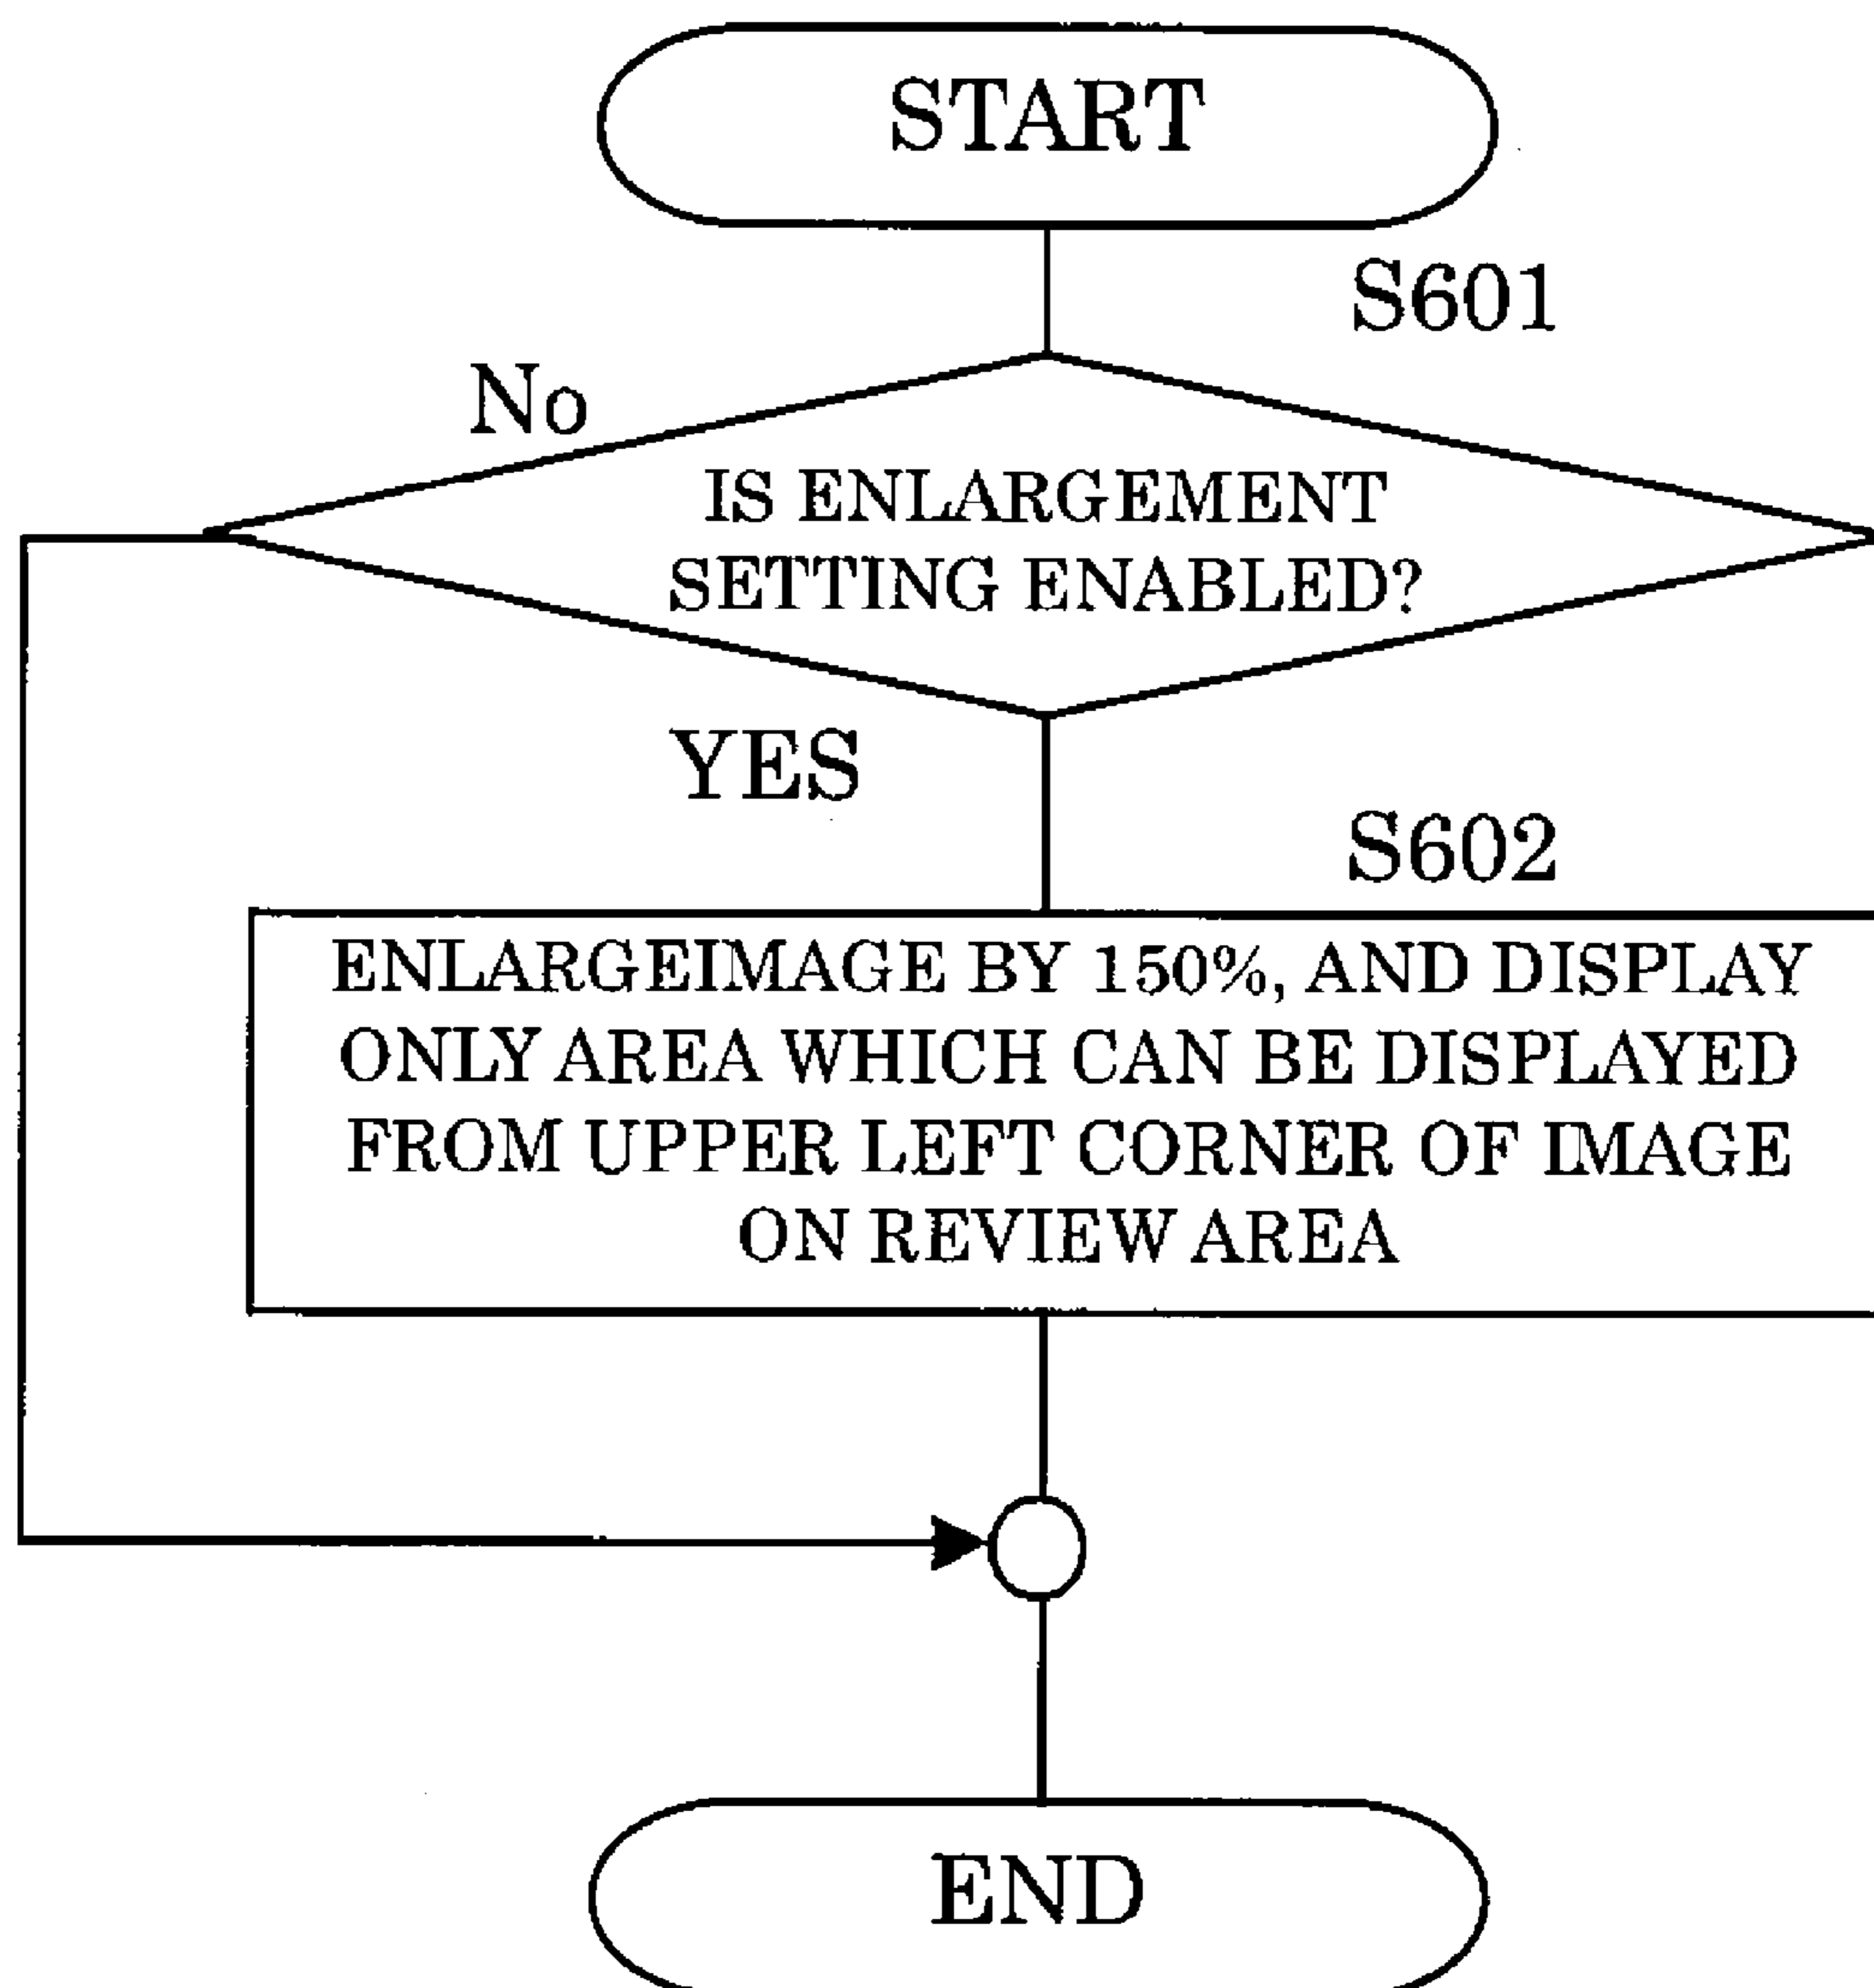 START
S601
No
IS ENLARGEMENT
SETTING ENABLED?
YES
S602
ENLARGEIMAGE BY 150%, AND DISPLAY
ONLY AREA WHICH CAN BE DISPLAYED
FROM UPPER LEFT CORNER OF IMAGE
ON REVIEW AREA
END